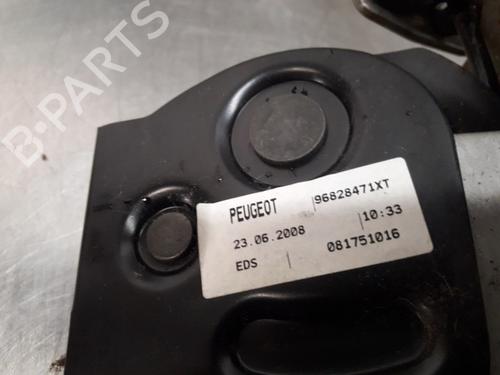 B-PARTS
PEUGEOT 96828471XT
23.06.2008 10:33
EDS 081751016